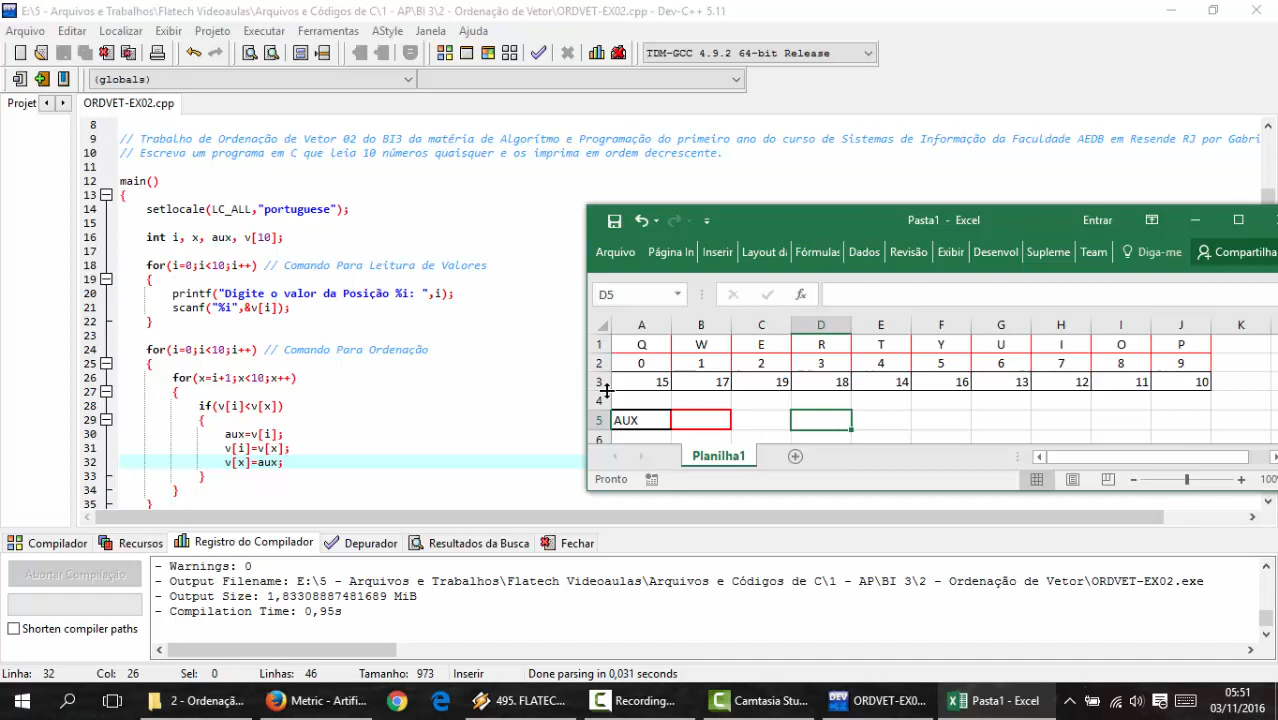 E:\5 - Arquivos e Trabalhos\Flatech Videoaulas\Arquivos e Códigos de C\1 - AP\BI 3\2 - Ordenação de Vetor\ORDVET-EX02.cpp - Dev-C++ 5.11
Arquivo Editar Localizar Exibir Projeto Executar Ferramentas AStyle Janela Ajuda
TDM-GCC 4.9.2 64-bit Release
(globals)
Projet ORDVET-EX02.cpp
8
9 // Trabalho de Ordenação de Vetor 02 do BI3 da matéria de Algorítmo e Programação do primeiro ano do curso de Sistemas de Informação da Faculdade AEDB em Resende RJ por Gabri
10 // Escreva um programa em C que leia 10 números quaisquer e os imprima em ordem decrescente.
11
12 main()
13 {
14 setlocale(LC_ALL,"portuguese");
15
16 int i, x, aux, v[10];
17
18 for(i=0;i<10;i++) // Comando Para Leitura de Valores
19 {
20 printf("Digite o valor da Posição %i: ",i);
21 scanf("%i",&v[i]);
22 }
23
24 for(i=0;i<10;i++) // Comando Para Ordenação
25 {
26 for(x=i+1;x<10;x++)
27 {
28 if(v[i]<v[x])
29 {
30 aux=v[i];
31 v[i]=v[x];
32 v[x]=aux;
33 }
34 }
35 }
Pasta1 - Excel Entrar
Arquivo Página In Inserir Layout da Fórmulas Dados Revisão Exibir Desenvol Supleme Team Diga-me Compartilha
D5 fx
A B C D E F G H I J K
1 Q W E R T Y U I O P
2 0 1 2 3 4 5 6 7 8 9
3 15 17 19 18 14 16 13 12 11 10
4
5 AUX
6
Planilha1
Pronto 100%
Compilador Recursos Registro do Compilador Depurador Resultados da Busca Fechar
Abortar Compilação
Shorten compiler paths
- Warnings: 0
- Output Filename: E:\5 - Arquivos e Trabalhos\Flatech Videoaulas\Arquivos e Códigos de C\1 - AP\BI 3\2 - Ordenação de Vetor\ORDVET-EX02.exe
- Output Size: 1,83308887481689 MiB
- Compilation Time: 0,95s
Linha: 32 Col: 26 Sel: 0 Linhas: 46 Tamanho: 973 Inserir Done parsing in 0,031 seconds
2 - Ordenaçã... Metric - Artifi... 495. FLATEC... Recording... Camtasia Stu... ORDVET-EX0... Pasta1 - Excel
05:51
03/11/2016